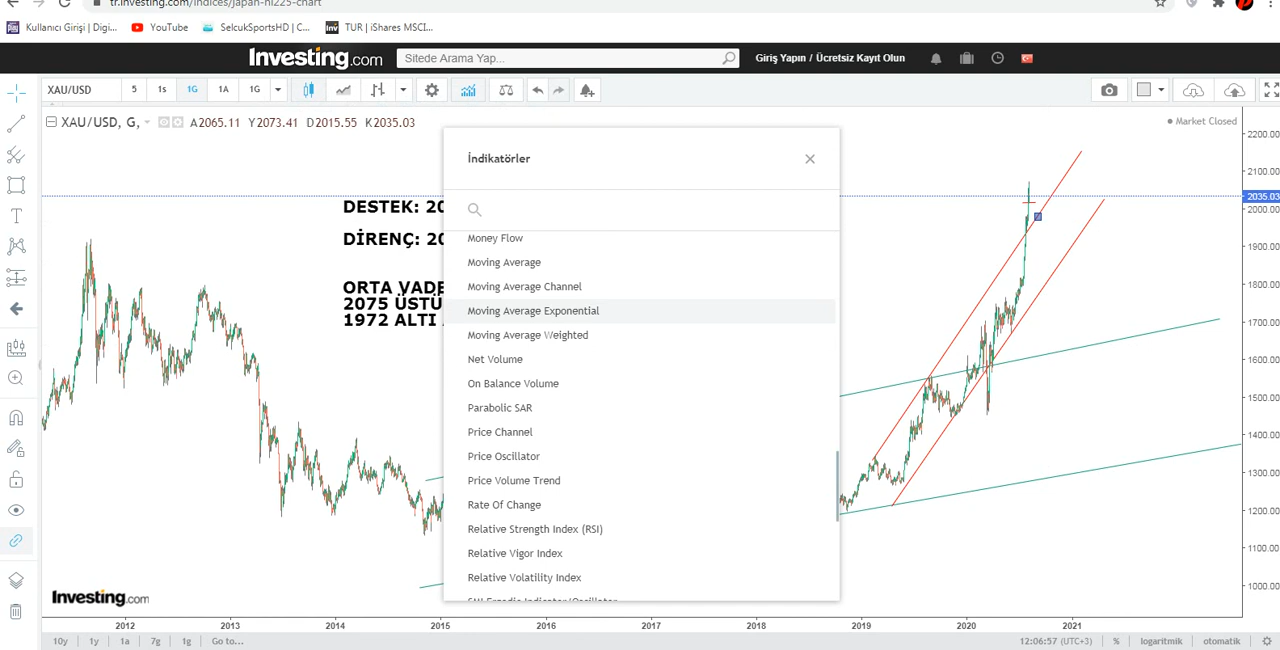 tr.investing.com/indices/japan-ni225-chart
Kullanıcı Girişi | Digi...
YouTube
SelcukSportsHD | C...
TUR | iShares MSCI...
Investing.com
Sitede Arama Yap...
Giriş Yapın / Ücretsiz Kayıt Olun
XAU/USD
5
1s
1G
1A
1G
XAU/USD, G,
A2065.11 Y2073.41 D2015.55 K2035.03
Market Closed
DESTEK: 20
DİRENÇ: 20
ORTA VADE
2075 ÜSTÜ
1972 ALTI
İndikatörler
Money Flow
Moving Average
Moving Average Channel
Moving Average Exponential
Moving Average Weighted
Net Volume
On Balance Volume
Parabolic SAR
Price Channel
Price Oscillator
Price Volume Trend
Rate Of Change
Relative Strength Index (RSI)
Relative Vigor Index
Relative Volatility Index
2200.00
2100.00
2035.03
2000.00
1900.00
1800.00
1700.00
1600.00
1500.00
1400.00
1300.00
1200.00
1100.00
1000.00
Investing.com
2012
2013
2014
2015
2016
2017
2018
2019
2020
2021
10y
1y
1a
7g
1g
Go to...
12:06:57 (UTC+3)
%
logaritmik
otomatik